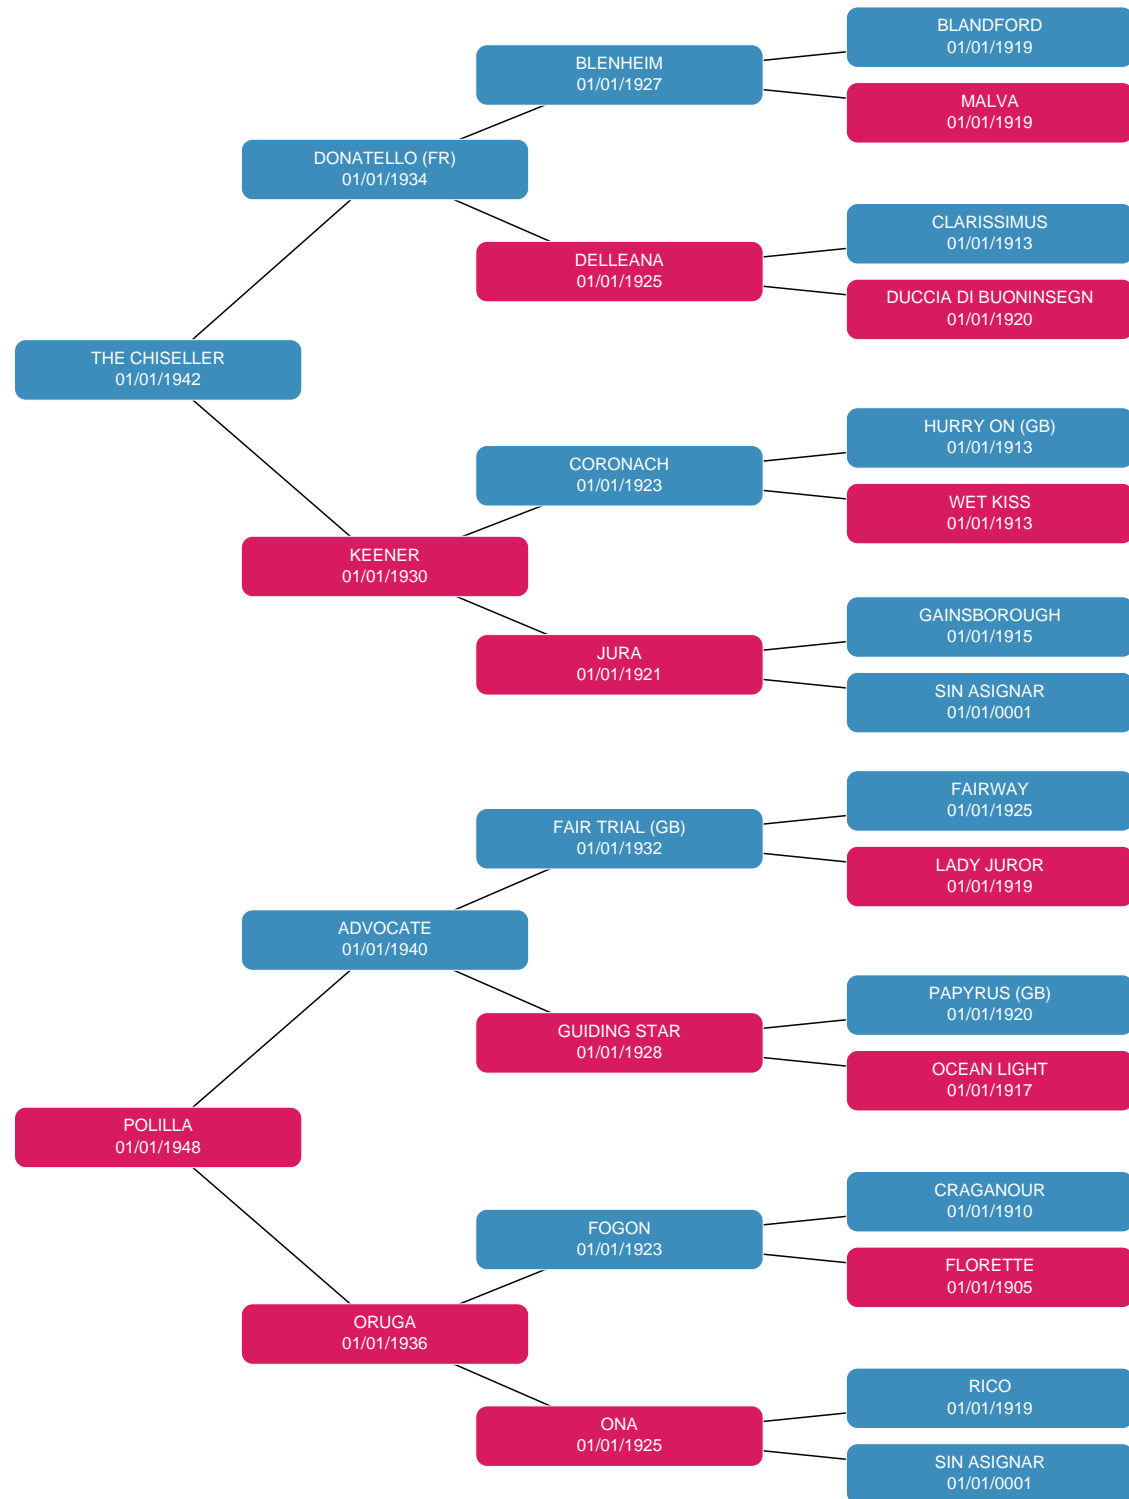 BLANDFORD
01/01/1919
BLENHEIM
01/01/1927
MALVA
01/01/1919
DONATELLO (FR)
01/01/1934
CLARISSIMUS
01/01/1913
DELLEANA
01/01/1925
DUCCIA DI BUONINSEGN
01/01/1920
THE CHISELLER
01/01/1942
HURRY ON (GB)
01/01/1913
CORONACH
01/01/1923
WET KISS
01/01/1913
KEENER
01/01/1930
GAINSBOROUGH
01/01/1915
JURA
01/01/1921
SIN ASIGNAR
01/01/0001
FAIRWAY
01/01/1925
FAIR TRIAL (GB)
01/01/1932
LADY JUROR
01/01/1919
ADVOCATE
01/01/1940
PAPYRUS (GB)
01/01/1920
GUIDING STAR
01/01/1928
OCEAN LIGHT
01/01/1917
POLILLA
01/01/1948
CRAGANOUR
01/01/1910
FOGON
01/01/1923
FLORETTE
01/01/1905
ORUGA
01/01/1936
RICO
01/01/1919
ONA
01/01/1925
SIN ASIGNAR
01/01/0001